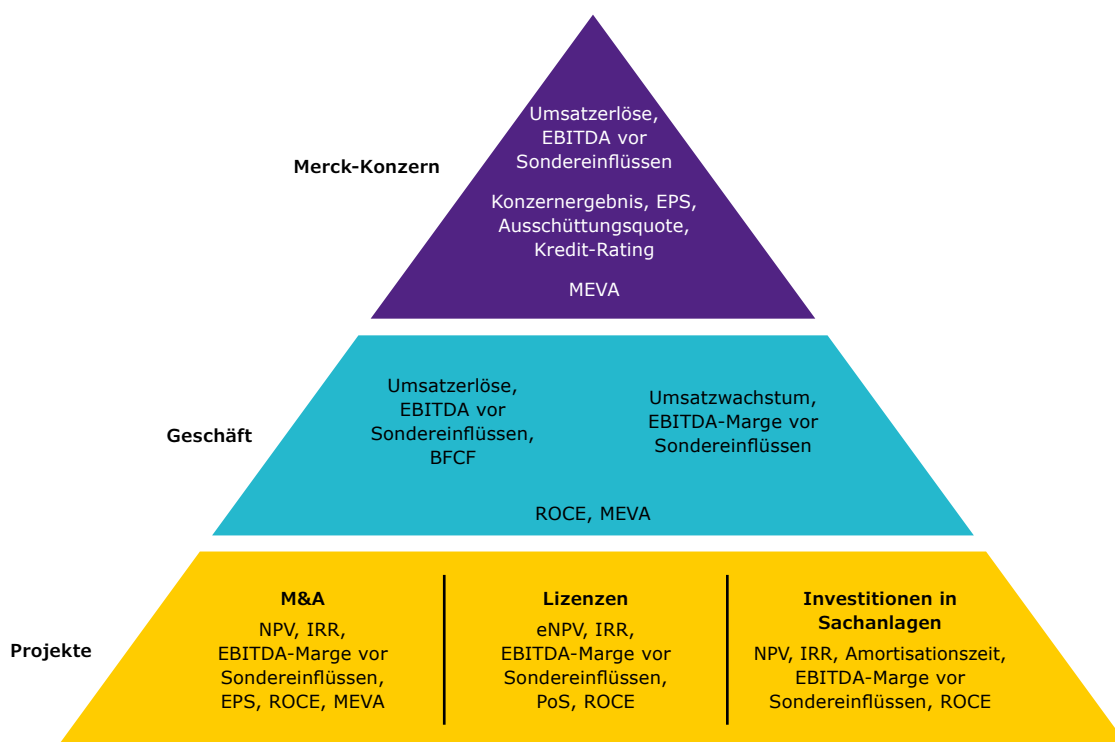 Merck-Konzern
Umsatzerlöse,
EBITDA vor
Sondereinflüssen
Konzernergebnis, EPS,
Ausschüttungsquote,
Kredit-Rating
MEVA
Geschäft
Umsatzerlöse,
EBITDA vor
Sondereinflüssen,
BFCF
Umsatzwachstum,
EBITDA-Marge vor
Sondereinflüssen
ROCE, MEVA
Projekte
M&A
NPV, IRR,
EBITDA-Marge vor
Sondereinflüssen,
EPS, ROCE, MEVA
Lizenzen
eNPV, IRR,
EBITDA-Marge vor
Sondereinflüssen,
PoS, ROCE
Investitionen in
Sachanlagen
NPV, IRR, Amortisationszeit,
EBITDA-Marge vor
Sondereinflüssen, ROCE